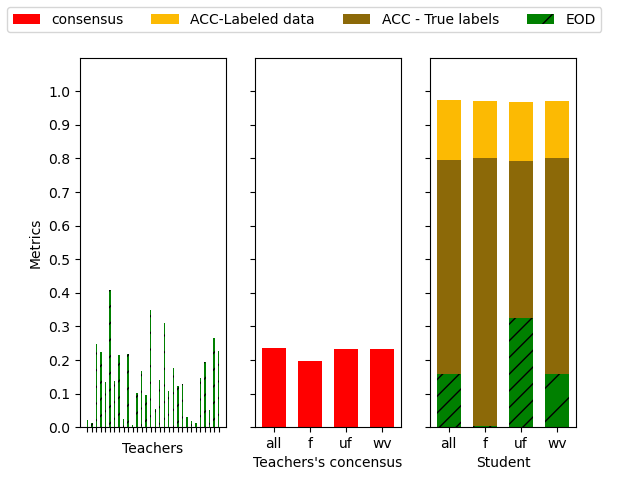 consensus ACC-Labeled data ACC - True labels EOD
1.0
0.9
0.8
0.7
0.6
0.5
0.4
0.3
0.2
0.1
0.0
Metrics
all f uf wv all f uf wv
Teachers Teachers's concensus Student